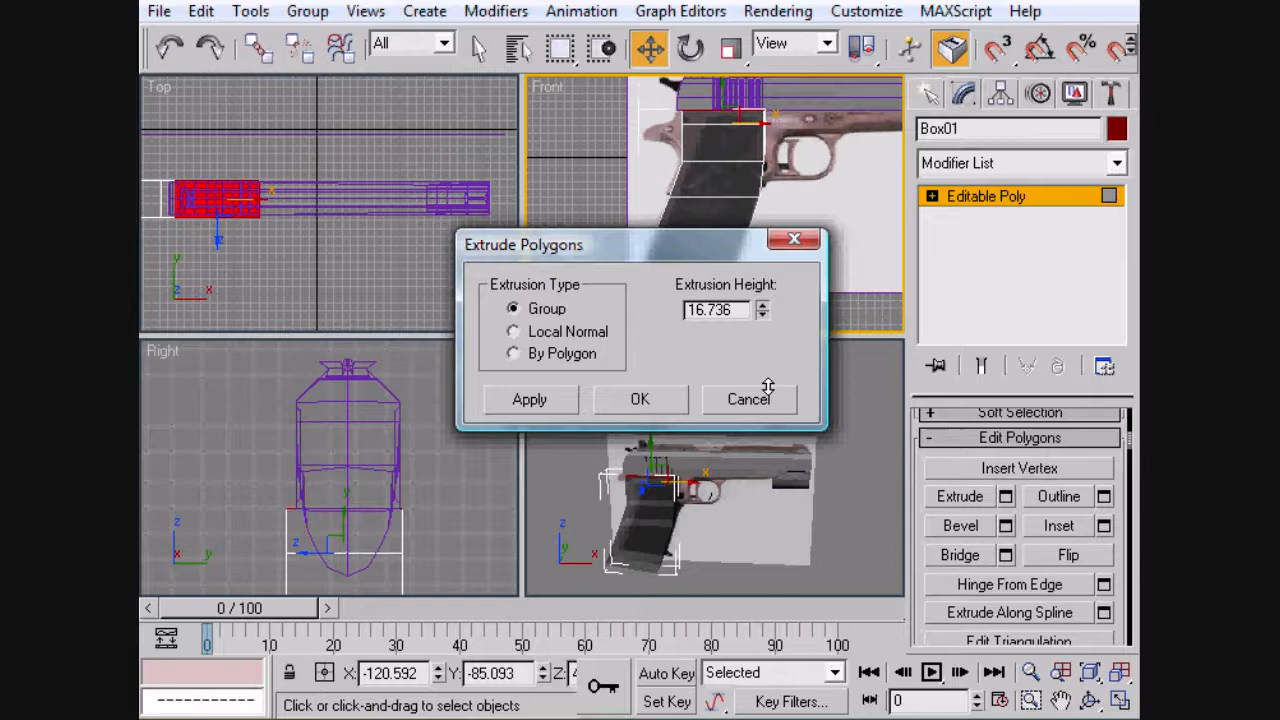 File Edit Tools Group Views Create Modifiers Animation Graph Editors Rendering Customize MAXScript Help
All
View
3
%
Top
Front
Box01
Modifier List
Editable Poly
Extrude Polygons
Extrusion Type
Group
Local Normal
By Polygon
Extrusion Height:
16.736
Apply
OK
Cancel
Right
x
y
z
Soft Selection
Edit Polygons
Insert Vertex
Extrude
Outline
Bevel
Inset
Bridge
Flip
Hinge From Edge
Extrude Along Spline
Edit Triangulation
0 / 100
0 10 20 30 40 50 60 70 80 90 100
X: -120.592 Y: -85.093 Z:
Auto Key
Selected
Set Key
Key Filters...
0
Click or click-and-drag to select objects